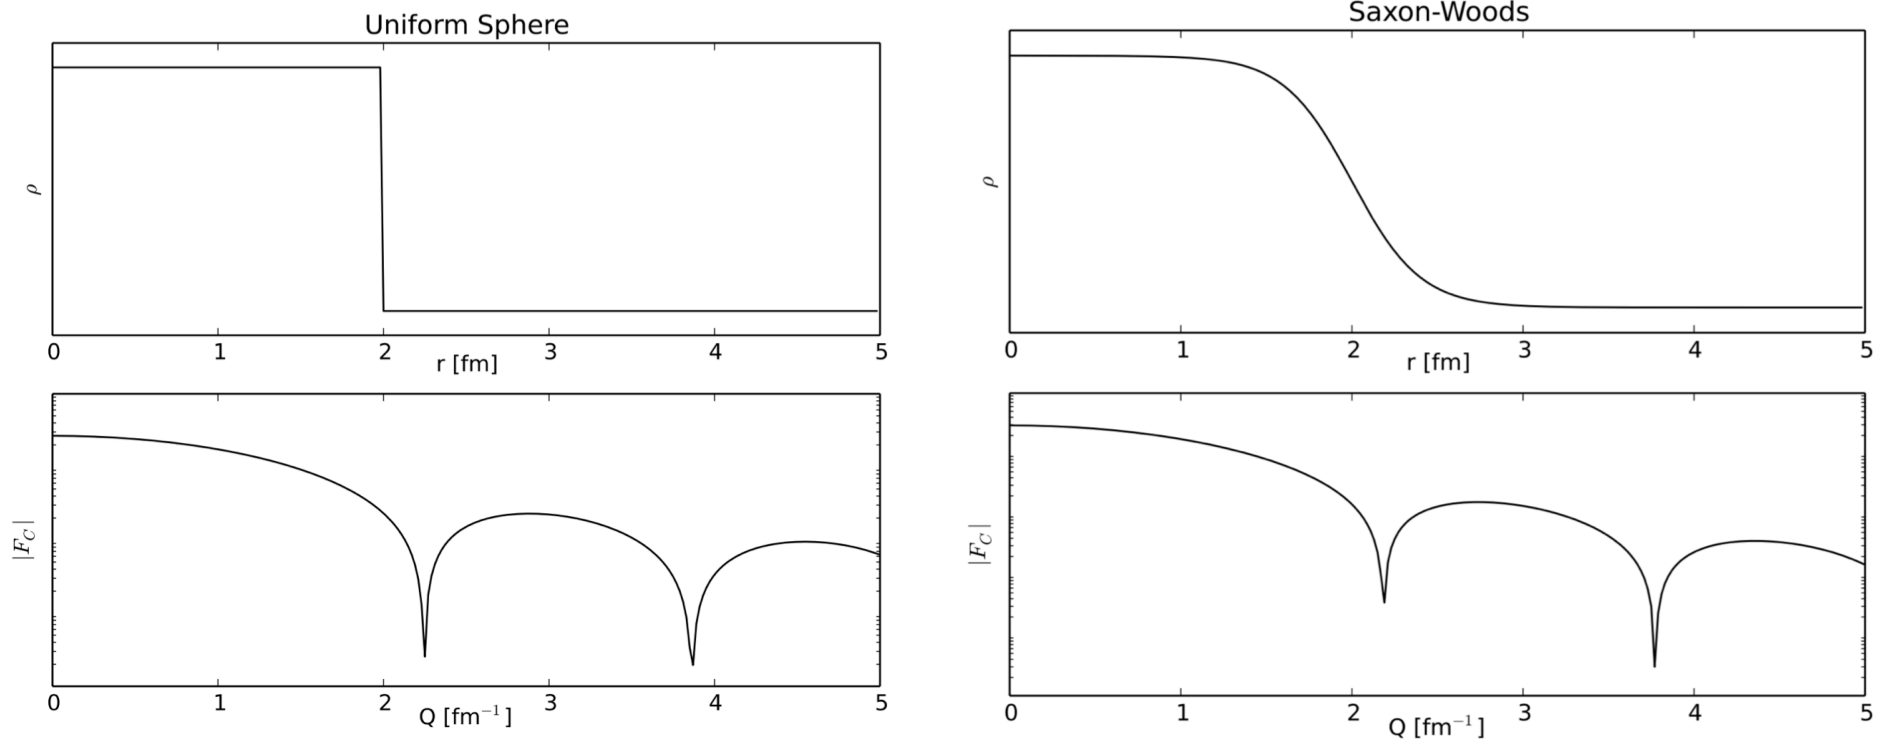 Uniform Sphere
ρ
0 1 2 3 4 5
r [fm]
|F_C|
0 1 2 3 4 5
Q [fm⁻¹]
Saxon-Woods
ρ
0 1 2 3 4 5
r [fm]
|F_C|
0 1 2 3 4 5
Q [fm⁻¹]